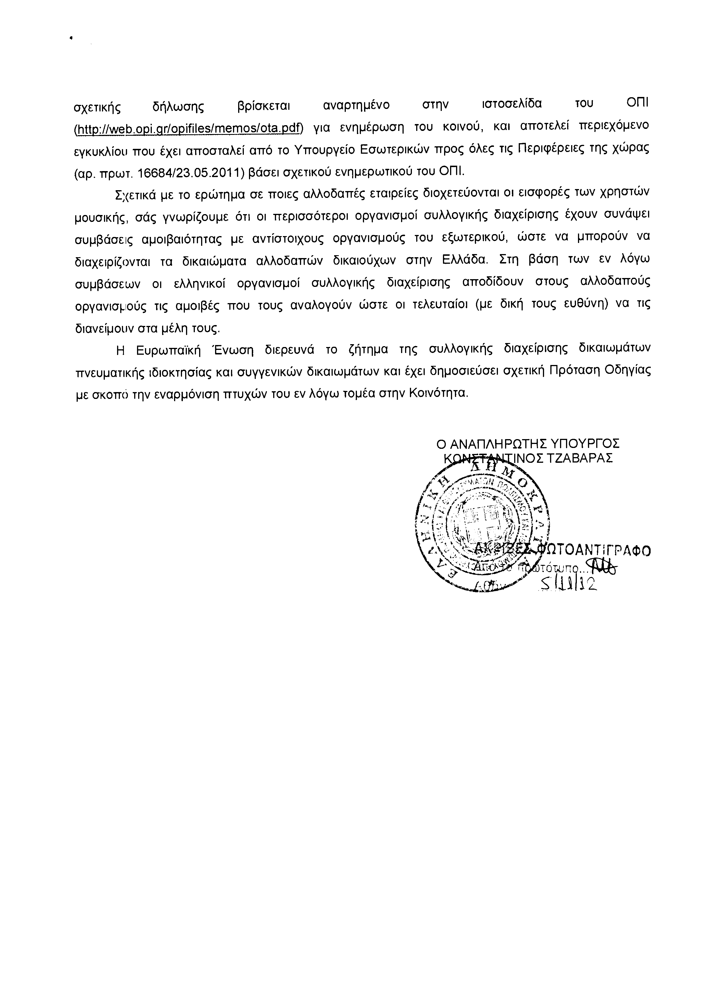 σχετικής δήλωσης βρίσκεται αναρτημένο στην ιστοσελίδα του ΟΠΙ
(http://web.opi.gr/opifiles/memos/ota.pdf) για ενημέρωση του κοινού, και αποτελεί περιεχόμενο
εγκυκλίου που έχει αποσταλεί από το Υπουργείο Εσωτερικών προς όλες τις Περιφέρειες της χώρας
(αρ. πρωτ. 16684/23.05.2011) βάσει σχετικού ενημερωτικού του ΟΠΙ.
Σχετικά με το ερώτημα σε ποιες αλλοδαπές εταιρείες διοχετεύονται οι εισφορές των χρηστών
μουσικής, σάς γνωρίζουμε ότι οι περισσότεροι οργανισμοί συλλογικής διαχείρισης έχουν συνάψει
συμβάσεις αμοιβαιότητας με αντίστοιχους οργανισμούς του εξωτερικού, ώστε να μπορούν να
διαχειρίζονται τα δικαιώματα αλλοδαπών δικαιούχων στην Ελλάδα. Στη βάση των εν λόγω
συμβάσεων οι ελληνικοί οργανισμοί συλλογικής διαχείρισης αποδίδουν στους αλλοδαπούς
οργανισμούς τις αμοιβές που τους αναλογούν ώστε οι τελευταίοι (με δική τους ευθύνη) να τις
διανείμουν στα μέλη τους.
Η Ευρωπαϊκή Ένωση διερευνά το ζήτημα της συλλογικής διαχείρισης δικαιωμάτων
πνευματικής ιδιοκτησίας και συγγενικών δικαιωμάτων και έχει δημοσιεύσει σχετική Πρόταση Οδηγίας
με σκοπό την εναρμόνιση πτυχών του εν λόγω τομέα στην Κοινότητα.
Ο ΑΝΑΠΛΗΡΩΤΗΣ ΥΠΟΥΡΓΟΣ
ΚΩΝΣΤΑΝΤΙΝΟΣ ΤΖΑΒΑΡΑΣ
ΕΛΛΗΝΙΚΗ ΔΗΜΟΚΡΑΤΙΑ
ΑΚΡΙΒΕΣ ΦΩΤΟΑΝΤΙΓΡΑΦΟ
Από το πρωτότυπο...
5/11/12